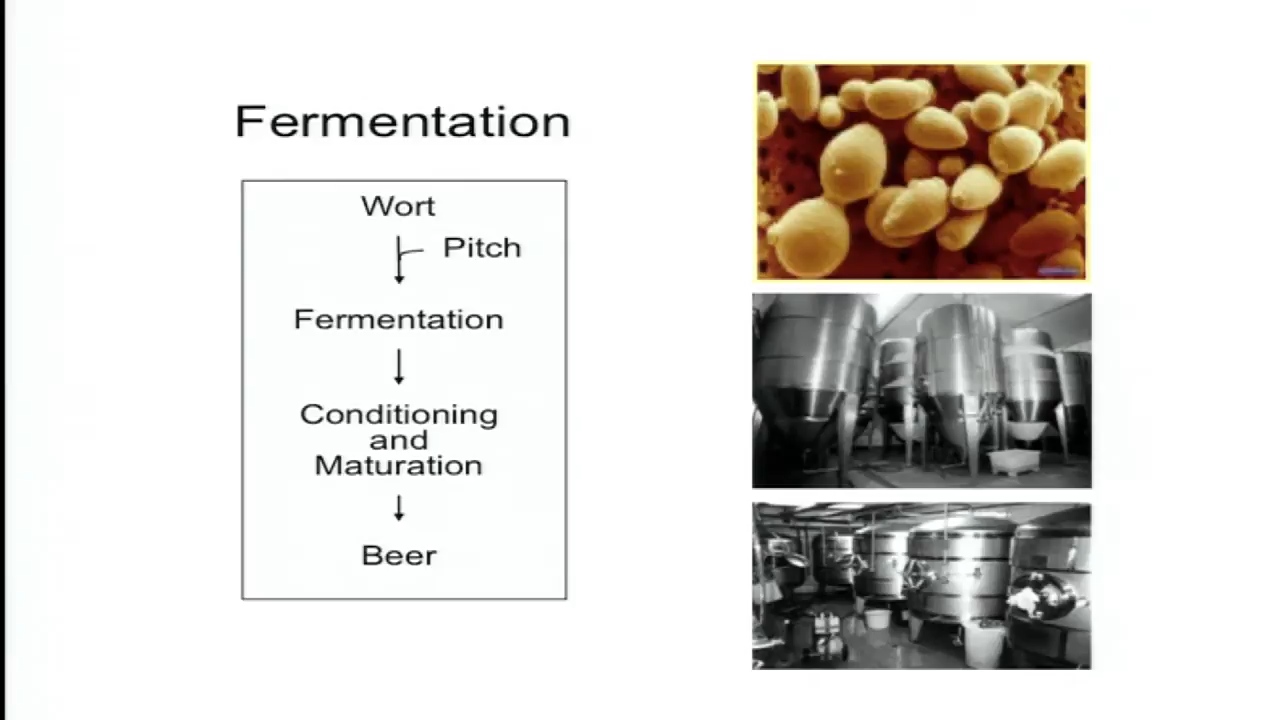 Fermentation
Wort
Pitch
Fermentation
Conditioning
and
Maturation
Beer